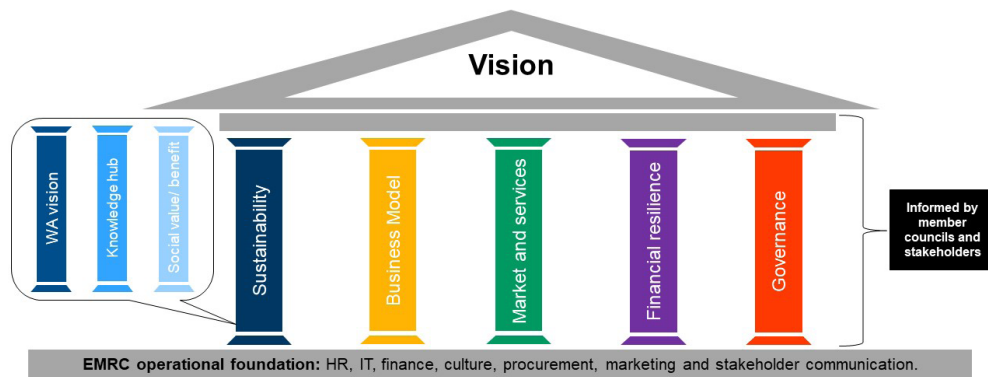 Vision
WA vision
Knowledge hub
Social value/ benefit
Sustainability
Business Model
Market and services
Financial resilience
Governance
Informed by
member
councils and
stakeholders
EMRC operational foundation: HR, IT, finance, culture, procurement, marketing and stakeholder communication.